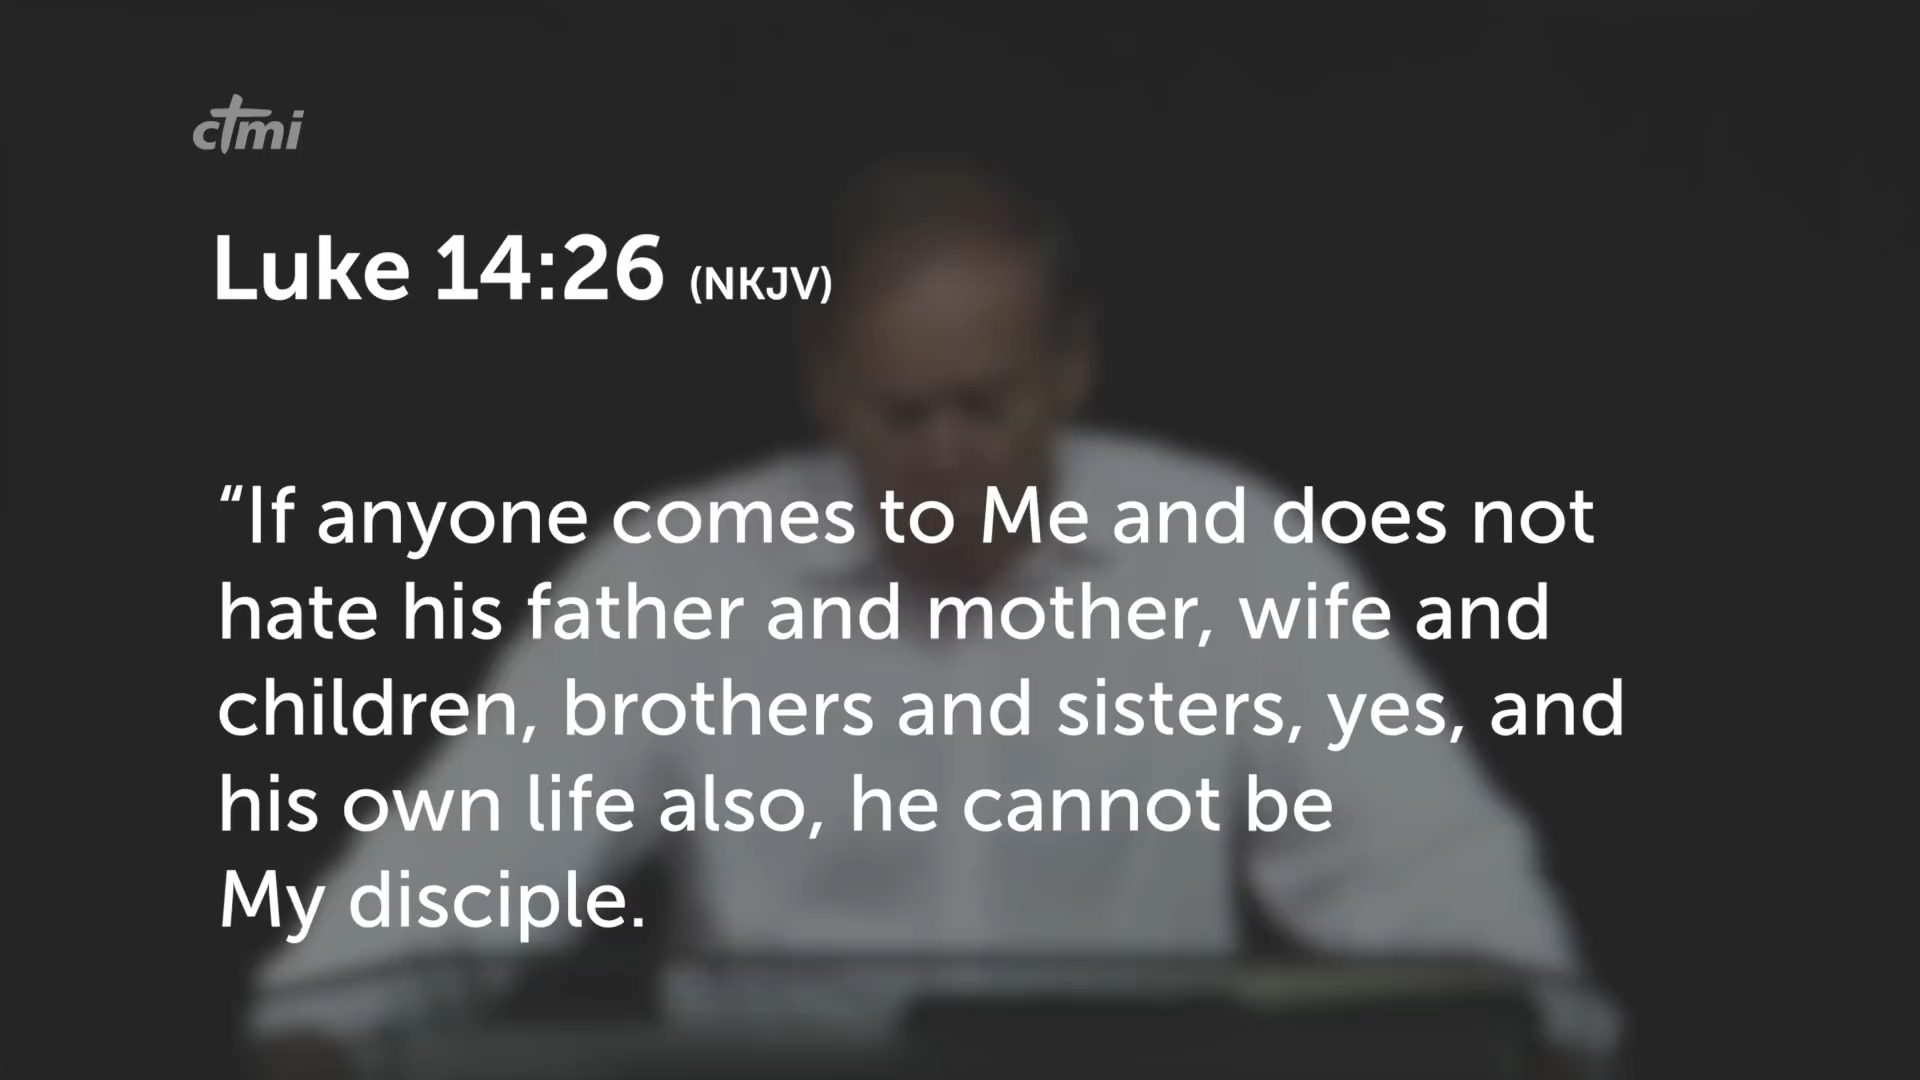 cTmi
Luke 14:26 (NKJV)
“If anyone comes to Me and does not
hate his father and mother, wife and
children, brothers and sisters, yes, and
his own life also, he cannot be
My disciple.